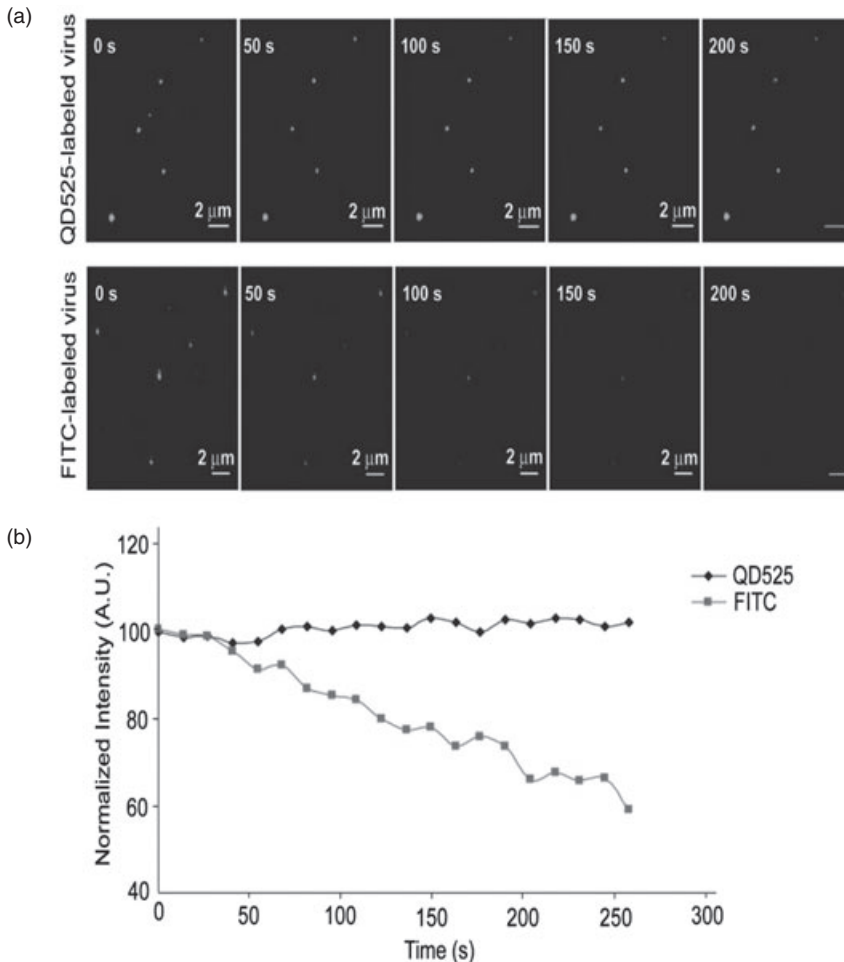 (a)
QD525-labeled virus
0 s 50 s 100 s 150 s 200 s
2 μm 2 μm 2 μm 2 μm
FITC-labeled virus
0 s 50 s 100 s 150 s 200 s
2 μm 2 μm 2 μm 2 μm
(b)
Normalized Intensity (A.U.)
120
100
80
60
40
0 50 100 150 200 250 300
Time (s)
QD525
FITC